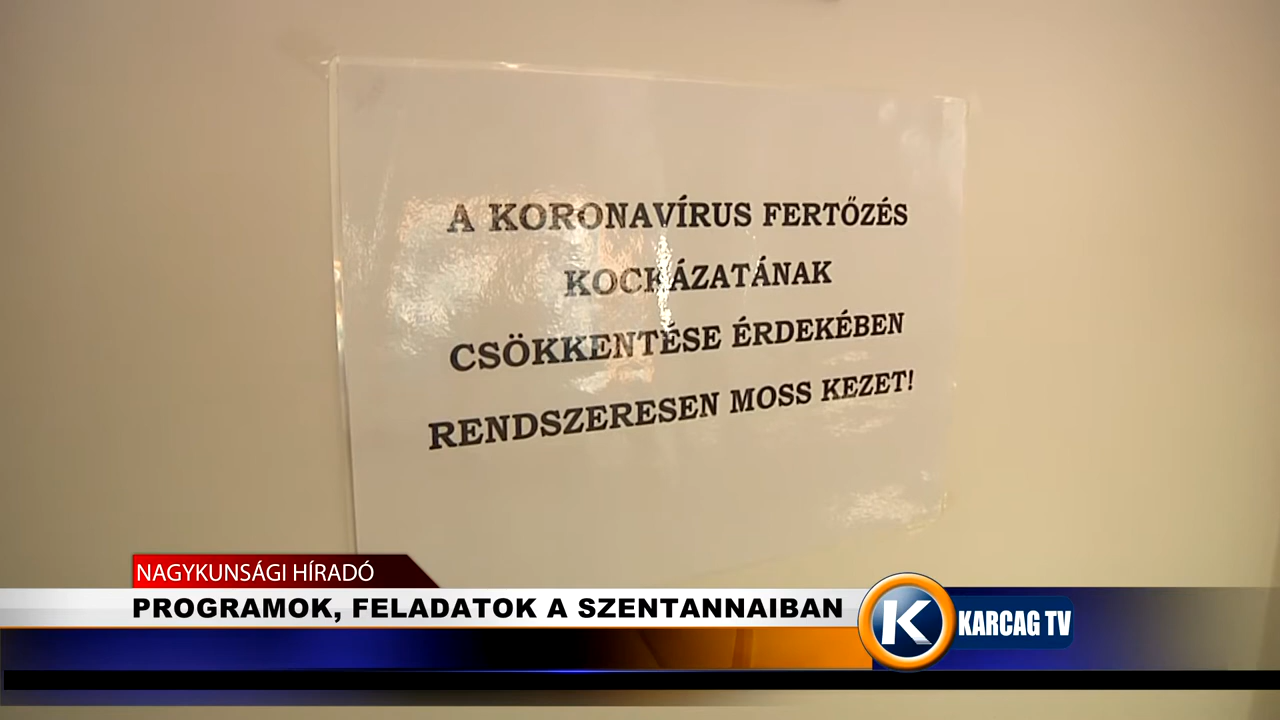 A KORONAVÍRUS FERTŐZÉS
KOCKÁZATÁNAK
CSÖKKENTÉSE ÉRDEKÉBEN
RENDSZERESEN MOSS KEZET!
NAGYKUNSÁGI HÍRADÓ
PROGRAMOK, FELADATOK A SZENTANNAIBAN
K KARCAG TV